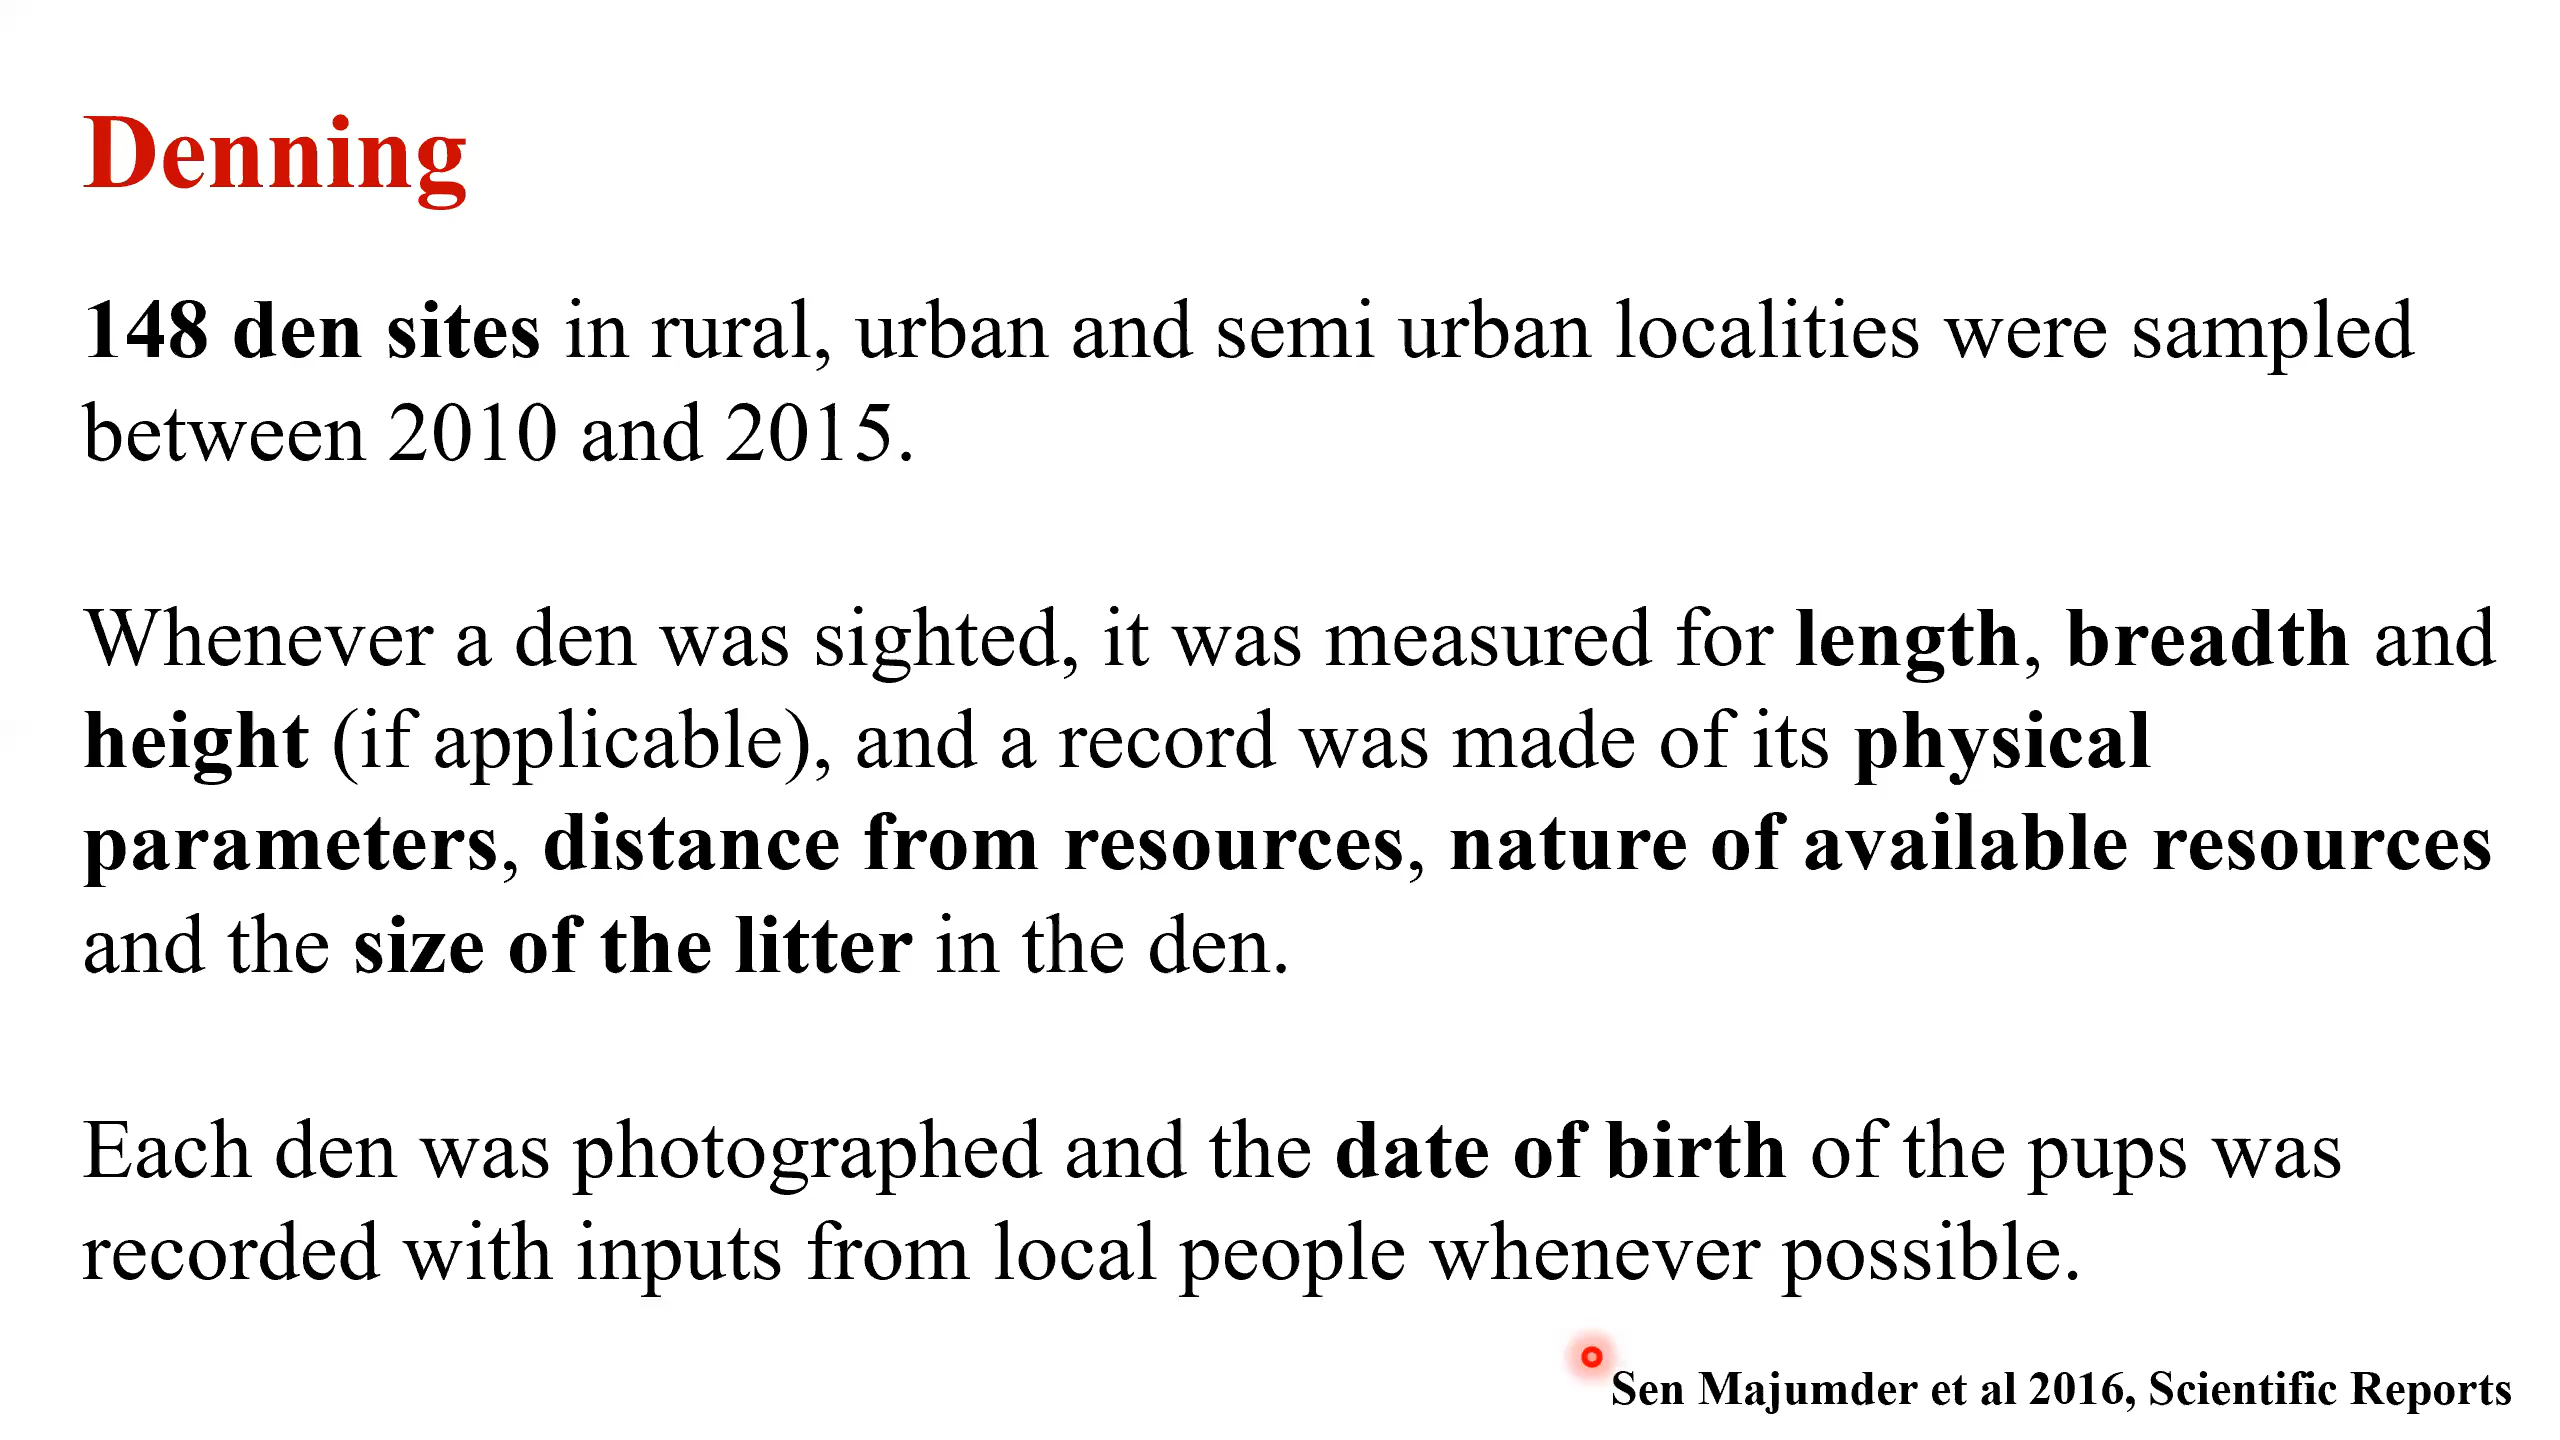 Denning
148 den sites in rural, urban and semi urban localities were sampled
between 2010 and 2015.
Whenever a den was sighted, it was measured for length, breadth and
height (if applicable), and a record was made of its physical
parameters, distance from resources, nature of available resources
and the size of the litter in the den.
Each den was photographed and the date of birth of the pups was
recorded with inputs from local people whenever possible.
Sen Majumder et al 2016, Scientific Reports